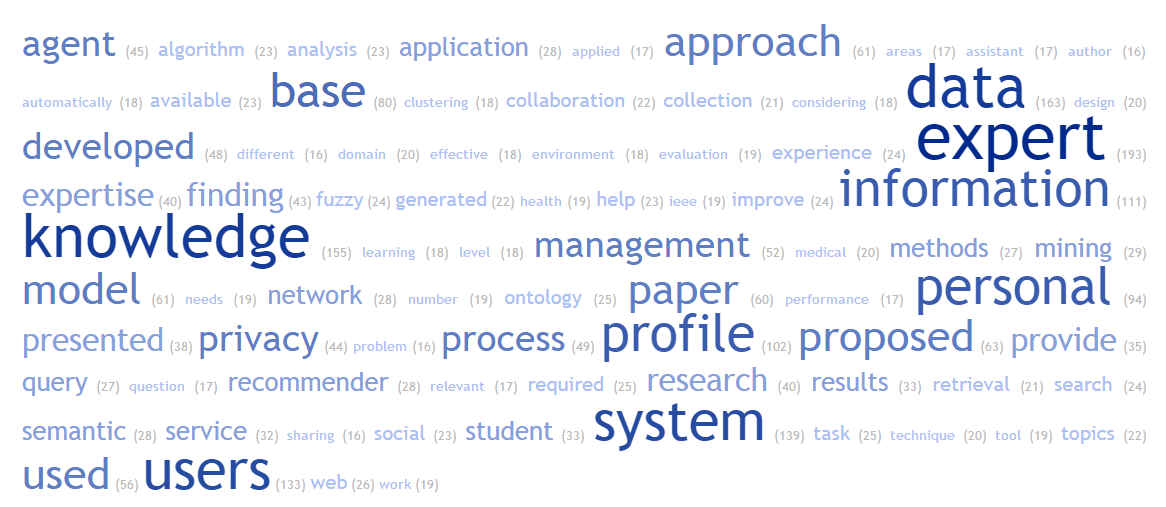 agent (45) algorithm (23) analysis (23) application (28) applied (17) approach (61) areas (17) assistant (17) author (16)
automatically (18) available (23) base (80) clustering (18) collaboration (22) collection (21) considering (18) data (163) design (20)
developed (48) different (16) domain (20) effective (18) environment (18) evaluation (19) experience (24) expert (193)
expertise (40) finding (43) fuzzy (24) generated (22) health (19) help (23) ieee (19) improve (24) information (111)
knowledge (155) learning (18) level (18) management (52) medical (20) methods (27) mining (29)
model (61) needs (19) network (28) number (19) ontology (25) paper (60) performance (17) personal (94)
presented (38) privacy (44) problem (16) process (49) profile (102) proposed (63) provide (35)
query (27) question (17) recommender (28) relevant (17) required (25) research (40) results (33) retrieval (21) search (24)
semantic (28) service (32) sharing (16) social (23) student (33) system (139) task (25) technique (20) tool (19) topics (22)
used (56) users (133) web (26) work (19)